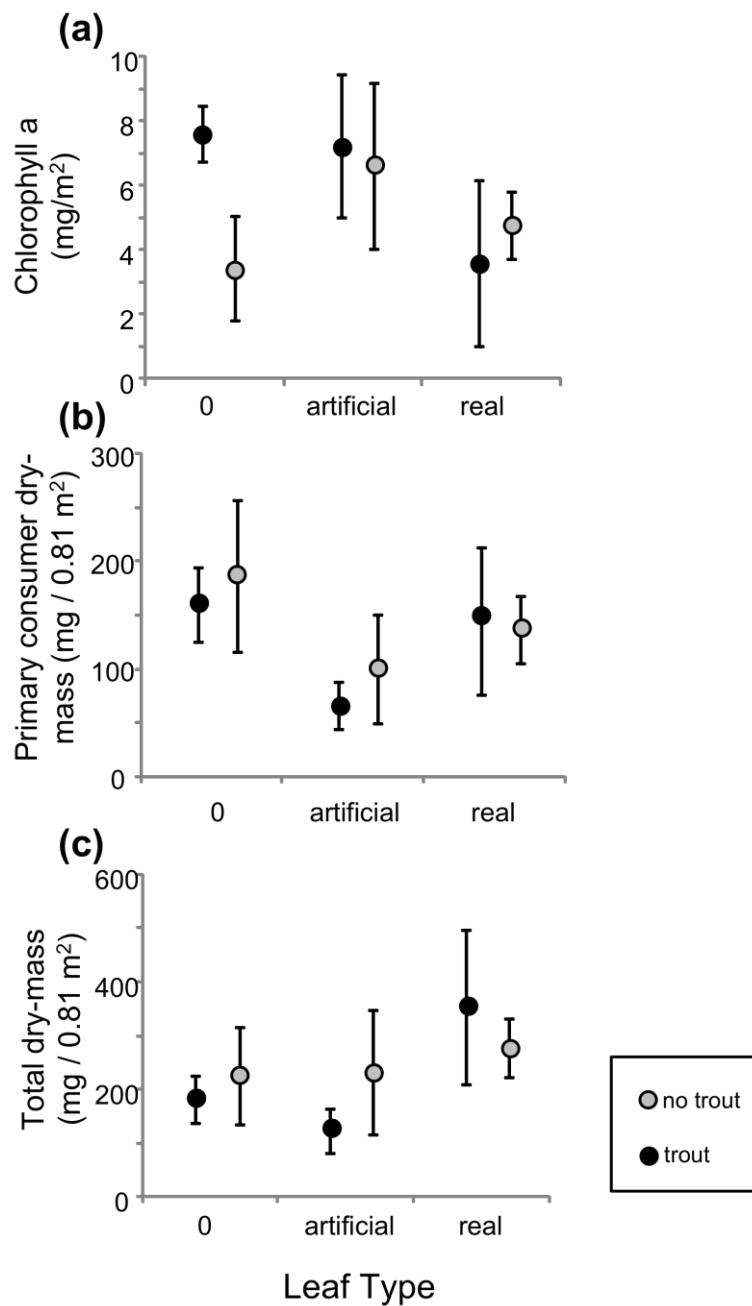 (a)
Chlorophyll a
(mg/m²)
10
8
6
4
2
0
0 artificial real
(b)
Primary consumer dry-
mass (mg / 0.81 m²)
300
200
100
0
0 artificial real
(c)
Total dry-mass
(mg / 0.81 m²)
600
400
200
0
0 artificial real
Leaf Type
no trout
trout